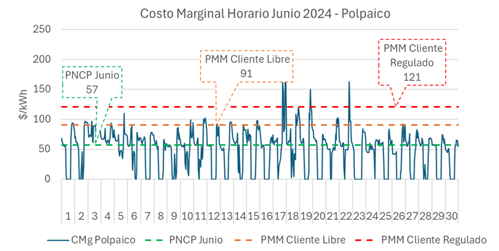 Costo Marginal Horario Junio 2024 - Polpaico
$/kWh
250
200
150
100
50
0
PNCP Junio
57
PMM Cliente Libre
91
PMM Cliente
Regulado
121
1 2 3 4 5 6 7 8 9 10 11 12 13 14 15 16 17 18 19 20 21 22 23 24 25 26 27 28 29 30
CMg Polpaico PNCP Junio PMM Cliente Libre PMM Cliente Regulado